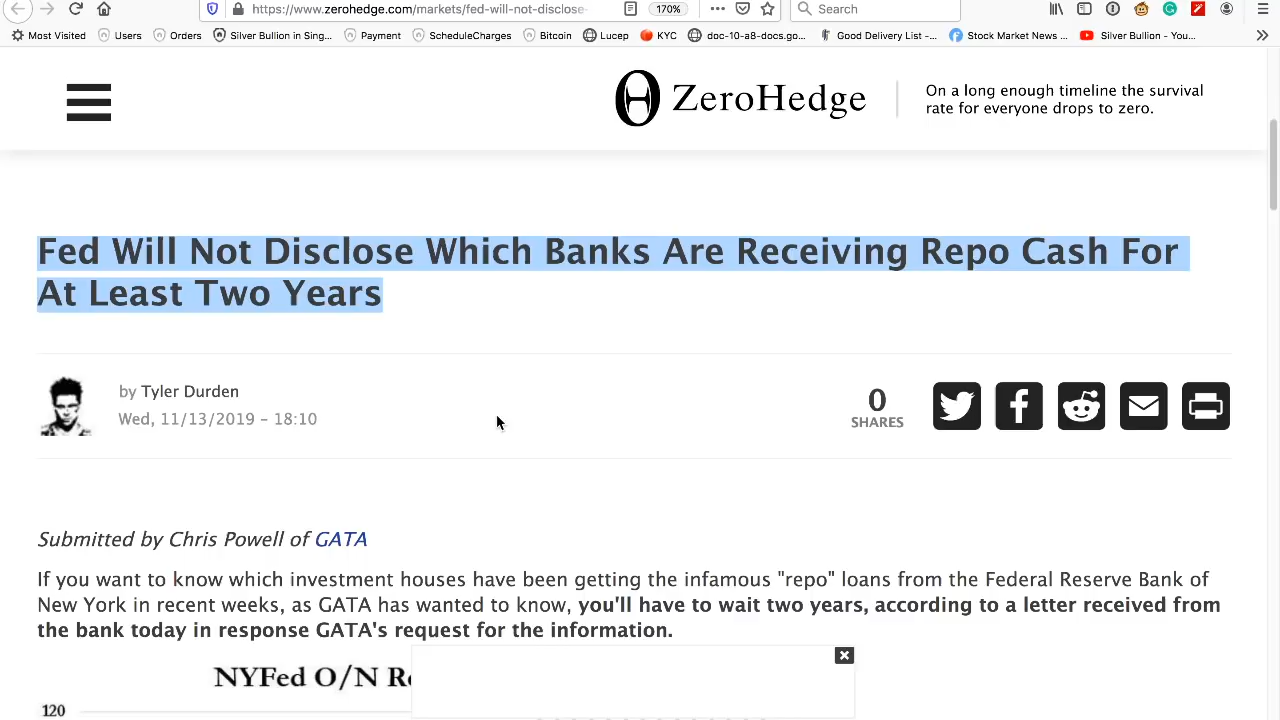 https://www.zerohedge.com/markets/fed-will-not-disclose-
170%
Search
Most Visited
Users
Orders
Silver Bullion in Sing...
Payment
ScheduleCharges
Bitcoin
Lucep
KYC
doc-10-a8-docs.go...
Good Delivery List -...
Stock Market News ...
Silver Bullion - You...
ZeroHedge
On a long enough timeline the survival
rate for everyone drops to zero.
Fed Will Not Disclose Which Banks Are Receiving Repo Cash For
At Least Two Years
by Tyler Durden
Wed, 11/13/2019 - 18:10
0
SHARES
Submitted by Chris Powell of GATA
If you want to know which investment houses have been getting the infamous "repo" loans from the Federal Reserve Bank of
New York in recent weeks, as GATA has wanted to know, you'll have to wait two years, according to a letter received from
the bank today in response GATA's request for the information.
NYFed O/N
120